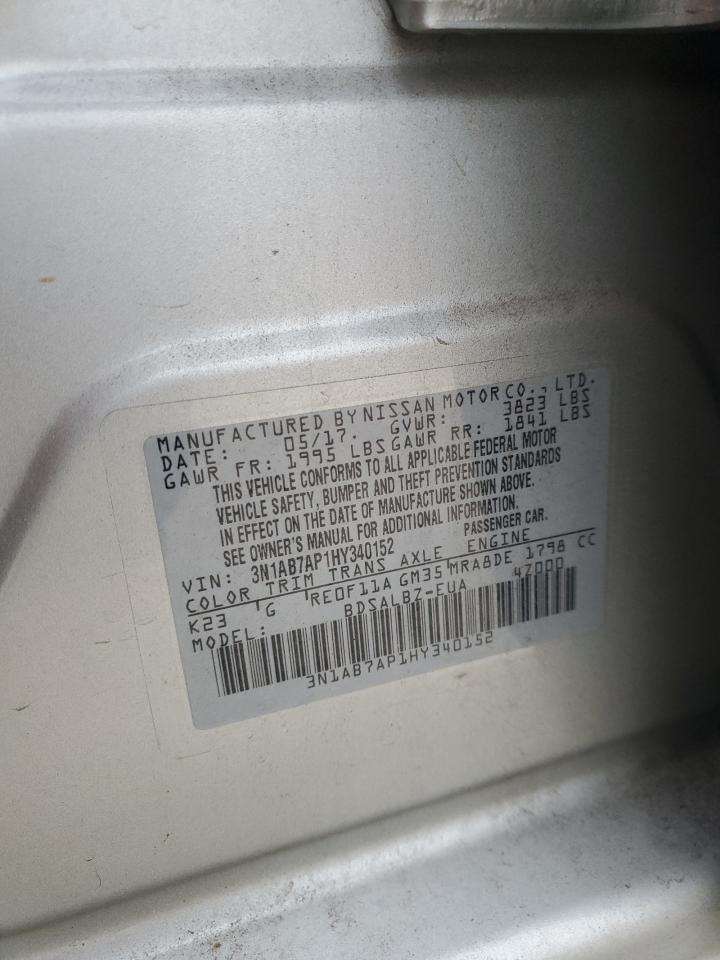 MANUFACTURED BY NISSAN MOTOR CO., LTD.
DATE: 05/17. GVWR: 3823 LBS
GAWR FR: 1995 LBS GAWR RR: 1841 LBS
THIS VEHICLE CONFORMS TO ALL APPLICABLE FEDERAL MOTOR
VEHICLE SAFETY, BUMPER AND THEFT PREVENTION STANDARDS
IN EFFECT ON THE DATE OF MANUFACTURE SHOWN ABOVE.
SEE OWNER'S MANUAL FOR ADDITIONAL INFORMATION.
VIN: 3N1AB7AP1HY340152 PASSENGER CAR.
COLOR TRIM TRANS AXLE ENGINE
K23 G RE0F11A GM35 MRA8DE 1798 CC
MODEL: BDSALBZ-EUA 47000
3N1AB7AP1HY340152